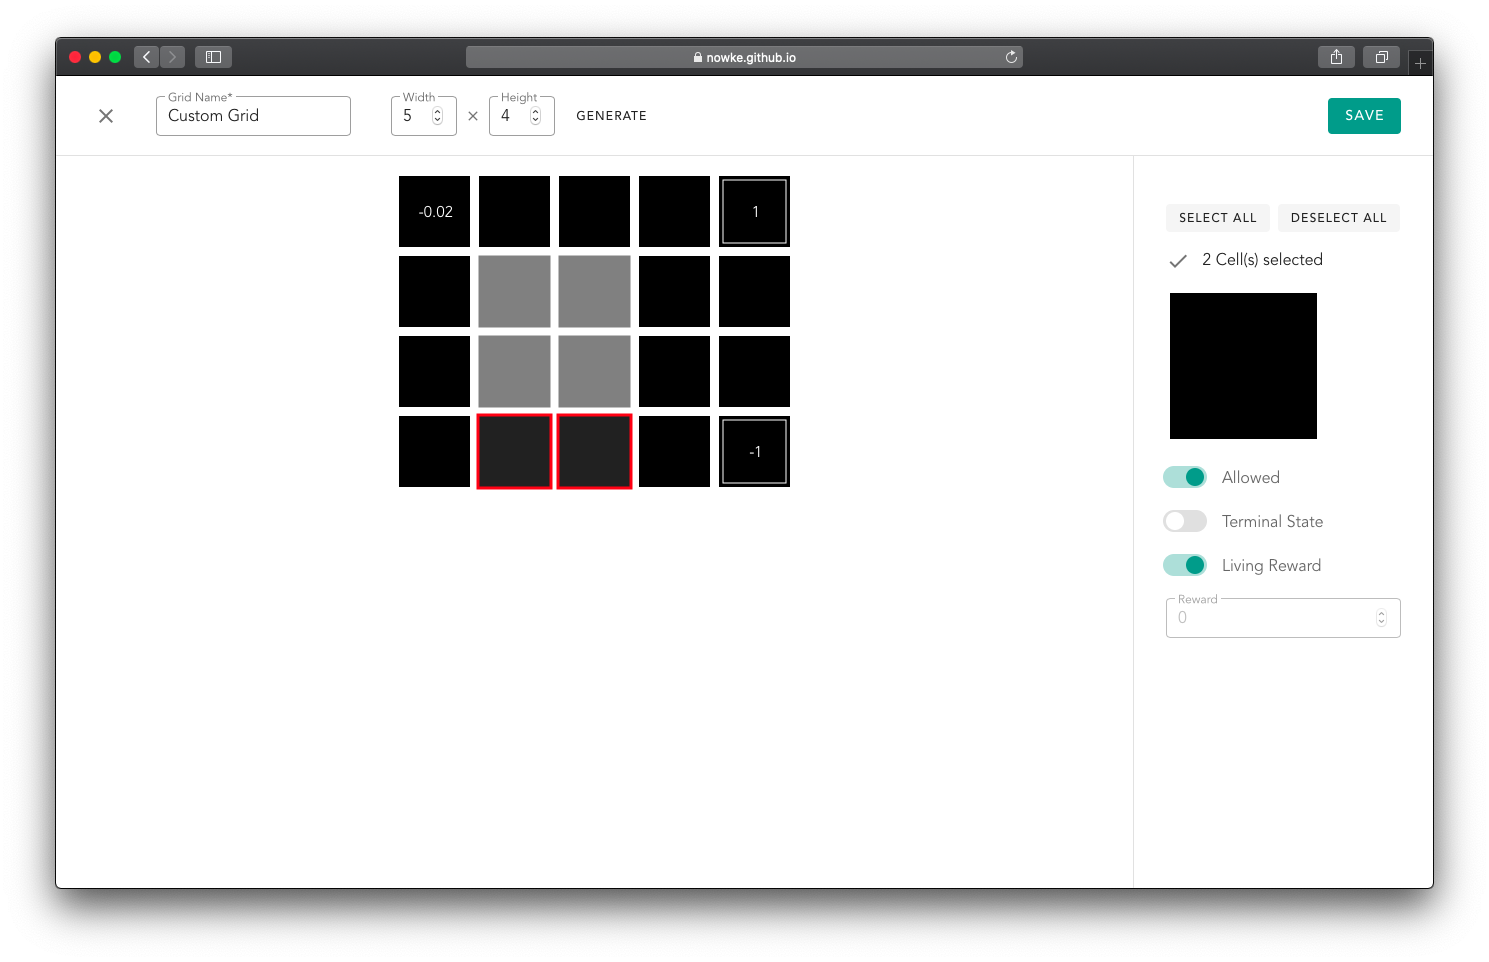 nowke.github.io
Grid Name*
Custom Grid
Width
5
×
Height
4
GENERATE
SAVE
-0.02
1
-1
SELECT ALL
DESELECT ALL
2 Cell(s) selected
Allowed
Terminal State
Living Reward
Reward
0